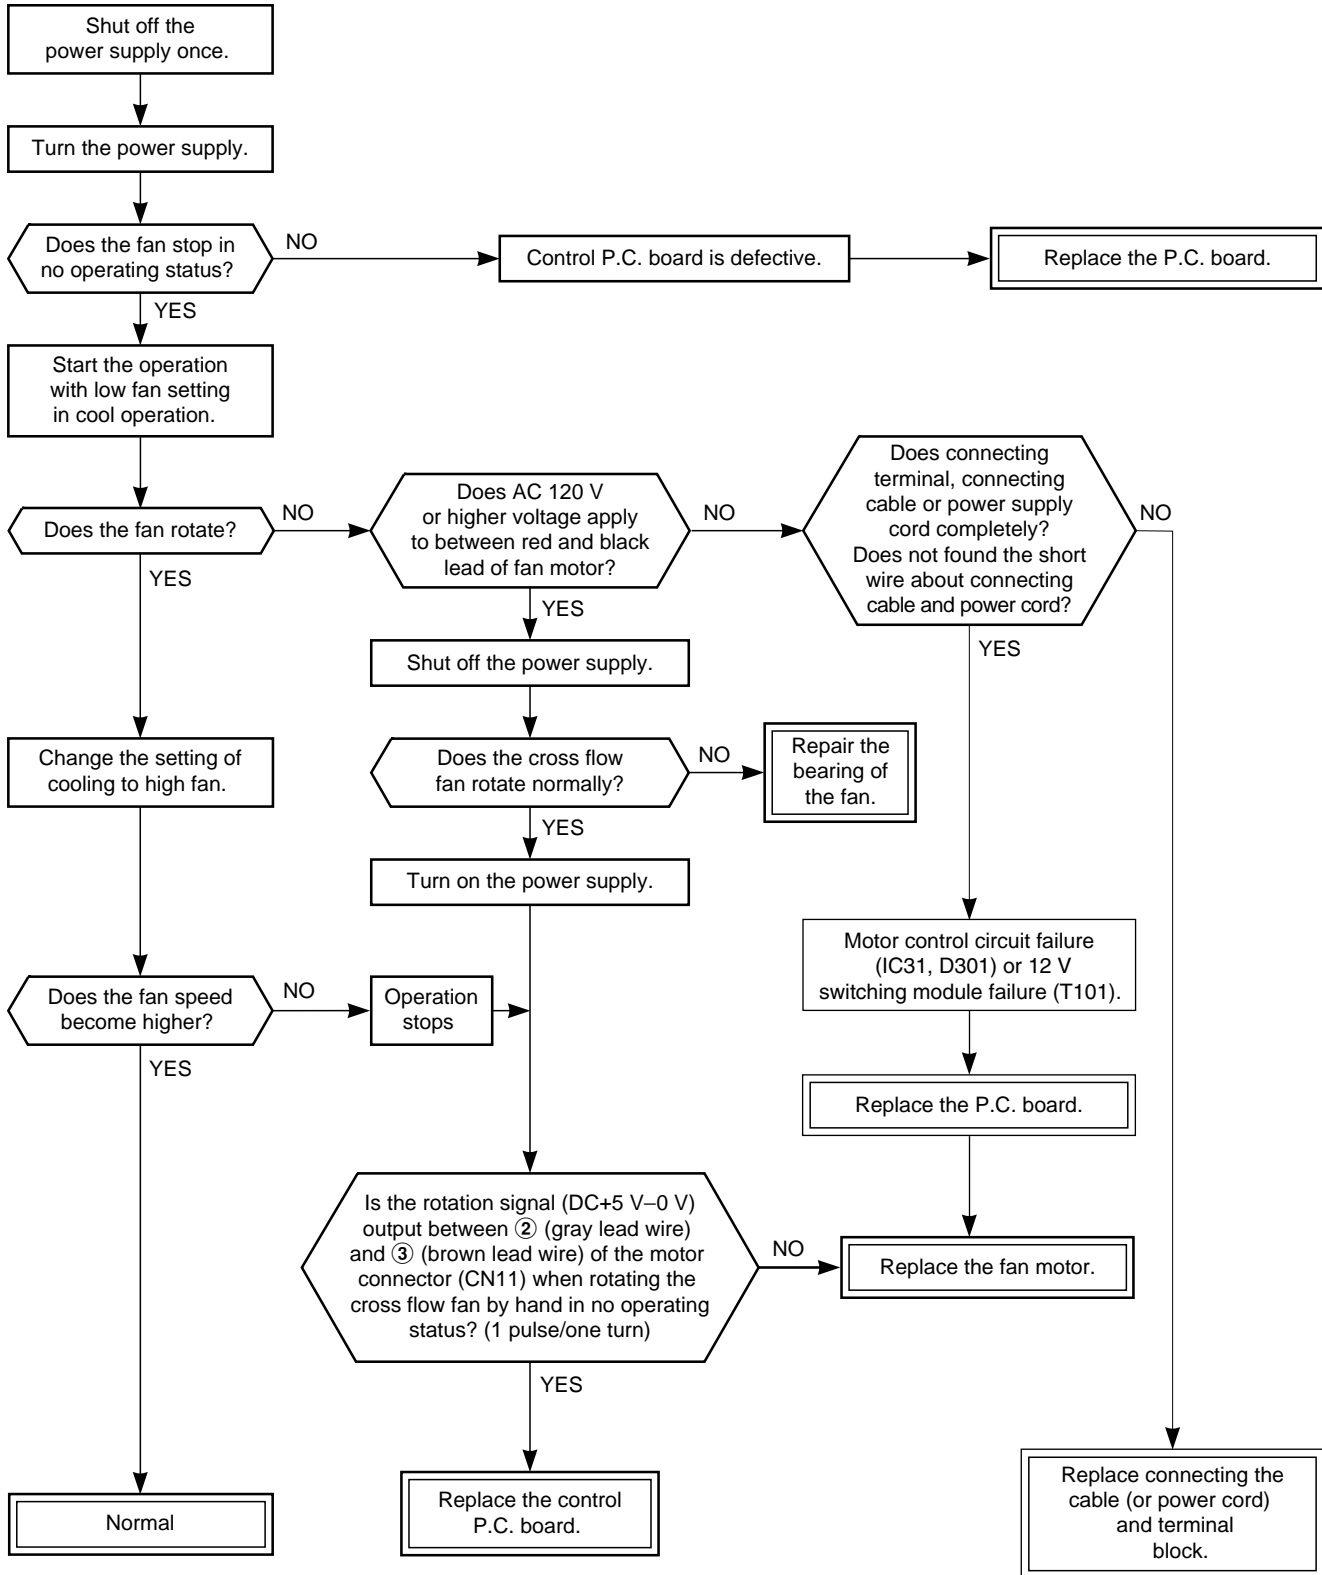 Shut off the
power supply once.
Turn the power supply.
Does the fan stop in
no operating status?
NO
Control P.C. board is defective.
Replace the P.C. board.
YES
Start the operation
with low fan setting
in cool operation.
Does the fan rotate?
NO
Does AC 120 V
or higher voltage apply
to between red and black
lead of fan motor?
NO
Does connecting
terminal, connecting
cable or power supply
cord completely?
Does not found the short
wire about connecting
cable and power cord?
NO
YES
YES
YES
Shut off the power supply.
Change the setting of
cooling to high fan.
Does the cross flow
fan rotate normally?
NO
Repair the
bearing of
the fan.
YES
Turn on the power supply.
Motor control circuit failure
(IC31, D301) or 12 V
switching module failure (T101).
Does the fan speed
become higher?
NO
Operation
stops
YES
Replace the P.C. board.
Is the rotation signal (DC+5 V–0 V)
output between ② (gray lead wire)
and ③ (brown lead wire) of the motor
connector (CN11) when rotating the
cross flow fan by hand in no operating
status? (1 pulse/one turn)
NO
Replace the fan motor.
YES
Normal
Replace the control
P.C. board.
Replace connecting the
cable (or power cord)
and terminal
block.